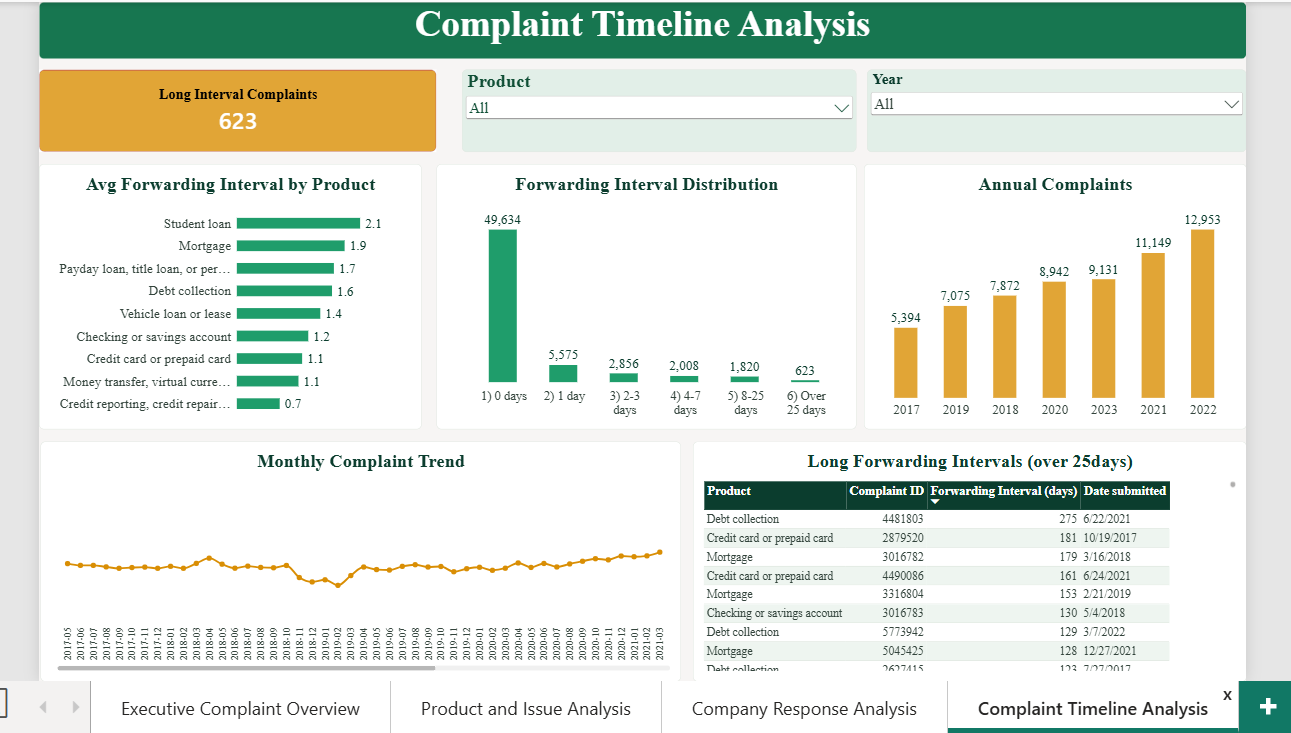 Complaint Timeline Analysis
Long Interval Complaints
623
Product
All
Year
All
Avg Forwarding Interval by Product
Student loan 2.1
Mortgage 1.9
Payday loan, title loan, or per... 1.7
Debt collection 1.6
Vehicle loan or lease 1.4
Checking or savings account 1.2
Credit card or prepaid card 1.1
Money transfer, virtual curre... 1.1
Credit reporting, credit repair... 0.7
Forwarding Interval Distribution
49,634
5,575
2,856
2,008
1,820
623
1) 0 days 2) 1 day 3) 2-3 days 4) 4-7 days 5) 8-25 days 6) Over 25 days
Annual Complaints
5,394
7,075
7,872
8,942
9,131
11,149
12,953
2017 2019 2018 2020 2023 2021 2022
Monthly Complaint Trend
2017-05 2017-06 2017-07 2017-08 2017-09 2017-10 2017-11 2017-12 2018-01 2018-02 2018-03 2018-04 2018-05 2018-06 2018-07 2018-08 2018-09 2018-10 2018-11 2018-12 2019-01 2019-02 2019-03 2019-04 2019-05 2019-06 2019-07 2019-08 2019-09 2019-10 2019-11 2019-12 2020-01 2020-02 2020-03 2020-04 2020-05 2020-06 2020-07 2020-08 2020-09 2020-10 2020-11 2020-12 2021-01 2021-02 2021-03
Long Forwarding Intervals (over 25days)
Product Complaint ID Forwarding Interval (days) Date submitted
Debt collection 4481803 275 6/22/2021
Credit card or prepaid card 2879520 181 10/19/2017
Mortgage 3016782 179 3/16/2018
Credit card or prepaid card 4490086 161 6/24/2021
Mortgage 3316804 153 2/21/2019
Checking or savings account 3016783 130 5/4/2018
Debt collection 5773942 129 3/7/2022
Mortgage 5045425 128 12/27/2021
Debt collection 2627415 123 7/27/2017
Executive Complaint Overview
Product and Issue Analysis
Company Response Analysis
Complaint Timeline Analysis
x
+